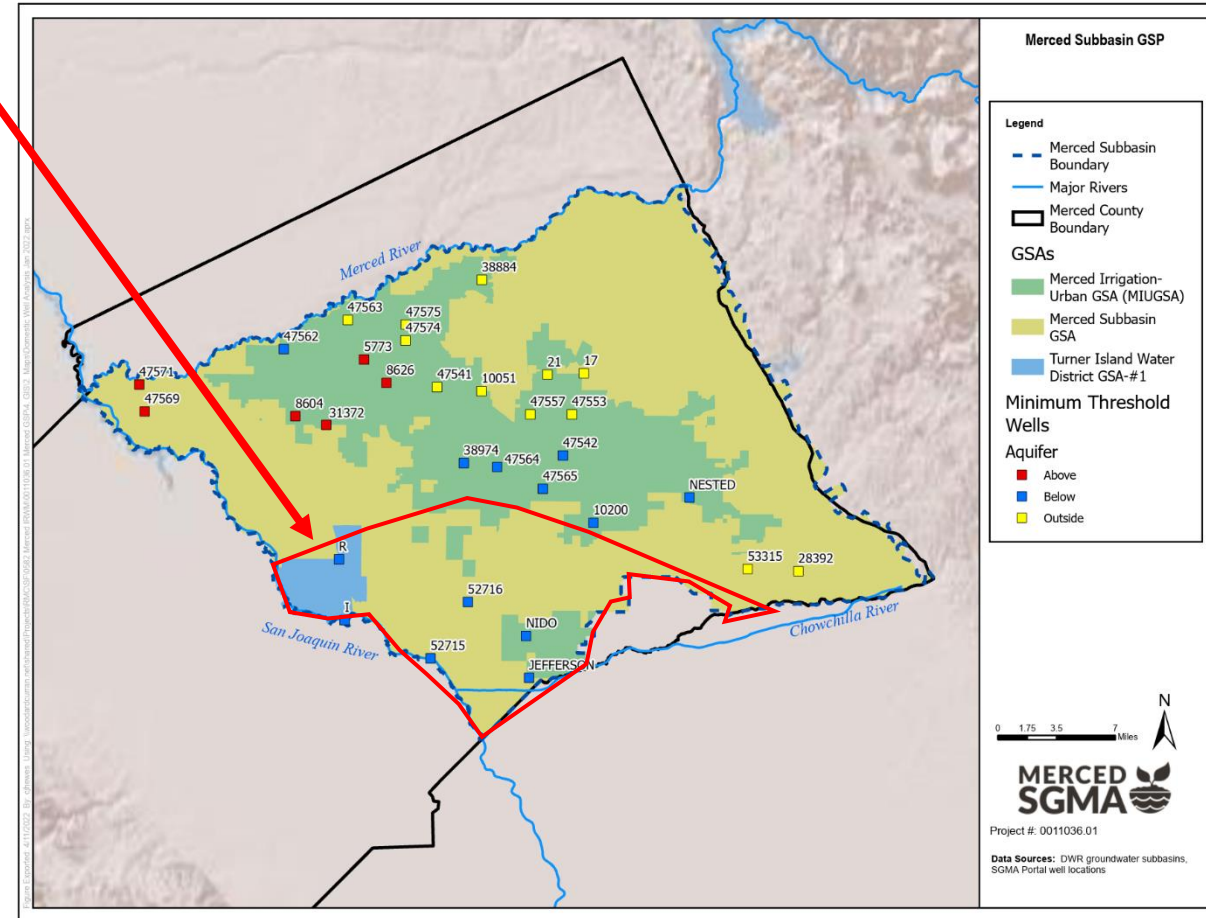 Merced Subbasin GSP
Legend
Merced Subbasin
Boundary
Major Rivers
Merced County
Boundary
GSAs
Merced Irrigation-
Urban GSA (MIUGSA)
Merced Subbasin
GSA
Turner Island Water
District GSA-#1
Minimum Threshold
Wells
Aquifer
Above
Below
Outside
Merced River
38884
47563
47575
47574
47562
5773
8626
47541
10051
21
17
47571
47569
8604
31372
47557
47553
38974
47564
47542
47565
NESTED
10200
R
53315
28392
52716
I
NIDO
Chowchilla River
San Joaquin River
52715
JEFFERSON
N
0 1.75 3.5 7
Miles
MERCED
SGMA
Project #: 0011036.01
Data Sources: DWR groundwater subbasins,
SGMA Portal well locations